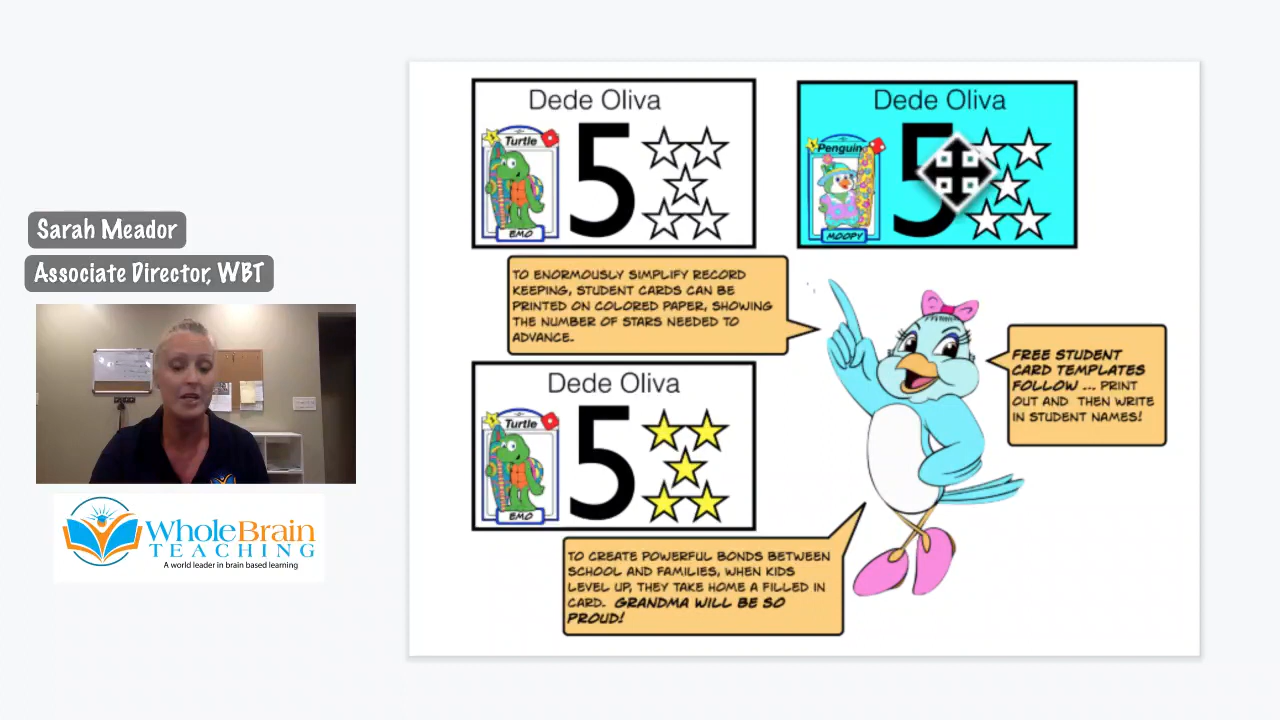 Sarah Meador
Associate Director, WBT
WholeBrain
TEACHING
A world leader in brain based learning
Dede Oliva
Turtle
5
EMO
Dede Oliva
Penguin
5
MOOPY
TO ENORMOUSLY SIMPLIFY RECORD
KEEPING, STUDENT CARDS CAN BE
PRINTED ON COLORED PAPER, SHOWING
THE NUMBER OF STARS NEEDED TO
ADVANCE.
FREE STUDENT
CARD TEMPLATES
FOLLOW ... PRINT
OUT AND THEN WRITE
IN STUDENT NAMES!
Dede Oliva
Turtle
5
EMO
TO CREATE POWERFUL BONDS BETWEEN
SCHOOL AND FAMILIES, WHEN KIDS
LEVEL UP, THEY TAKE HOME A FILLED IN
CARD. GRANDMA WILL BE SO
PROUD!